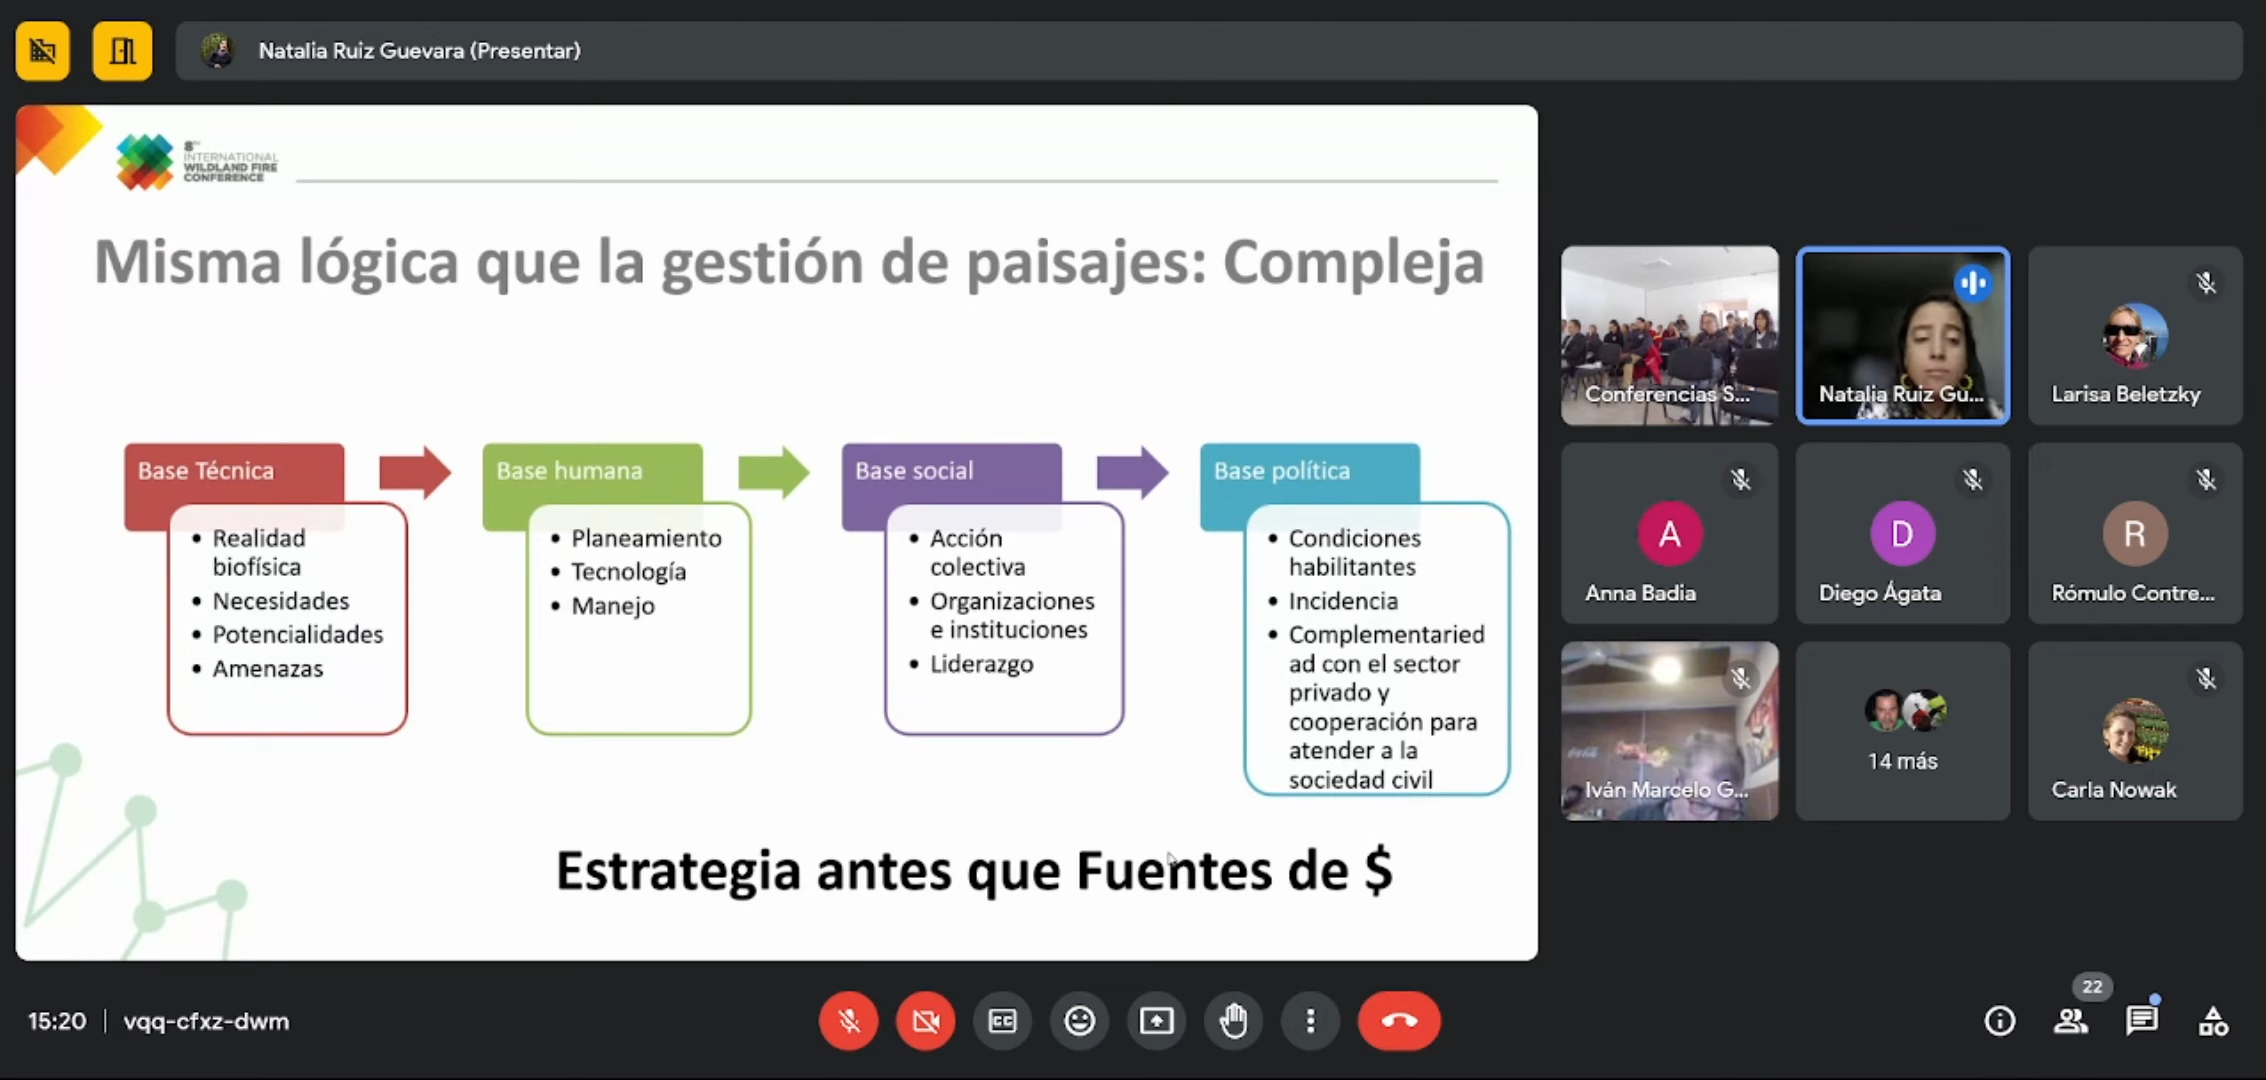 Natalia Ruiz Guevara (Presentar)
8TH
INTERNATIONAL
WILDLAND FIRE
CONFERENCE
Misma lógica que la gestión de paisajes: Compleja
Base Técnica
• Realidad
biofísica
• Necesidades
• Potencialidades
• Amenazas
Base humana
• Planeamiento
• Tecnología
• Manejo
Base social
• Acción
colectiva
• Organizaciones
e instituciones
• Liderazgo
Base política
• Condiciones
habilitantes
• Incidencia
• Complementaried
ad con el sector
privado y
cooperación para
atender a la
sociedad civil
Estrategia antes que Fuentes de $
Conferencias S...
Natalia Ruiz Gu...
Larisa Beletzky
A
Anna Badia
D
Diego Ágata
R
Rómulo Contre...
Coca-Cola
Iván Marcelo G...
14 más
Carla Nowak
15:20 | vqq-cfxz-dwm
CC
22